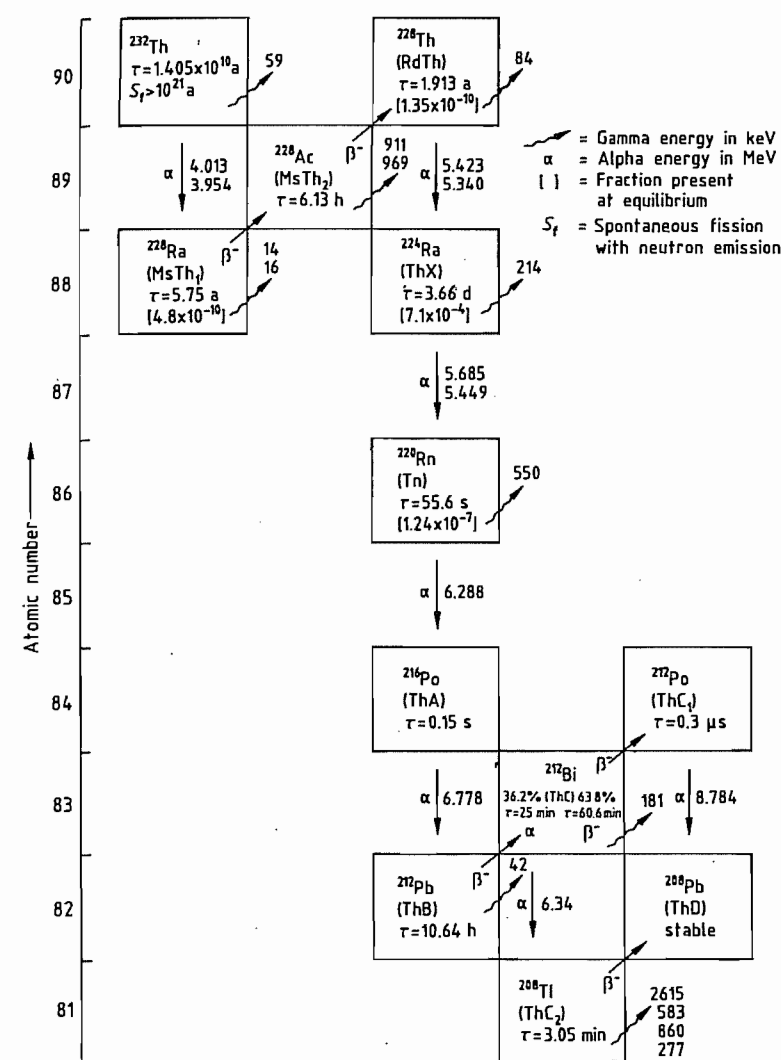 Atomic number
90
89
88
87
86
85
84
83
82
81
²³²Th
τ=1.405x10¹⁰a
S_f>10²¹a
59
²²⁸Th
(RdTh)
τ=1.913 a
[1.35x10⁻¹⁰]
84
= Gamma energy in keV
α = Alpha energy in MeV
[ ] = Fraction present
at equilibrium
S_f = Spontaneous fission
with neutron emission
α
4.013
3.954
²²⁸Ac
(MsTh₂)
τ=6.13 h
β⁻
911
969
α
5.423
5.340
²²⁸Ra
(MsTh₁)
τ=5.75 a
[4.8x10⁻¹⁰]
β⁻
14
16
²²⁴Ra
(ThX)
τ=3.66 d
[7.1x10⁻⁴]
214
α
5.685
5.449
²²⁰Rn
(Tn)
τ=55.6 s
[1.24x10⁻⁷]
550
α 6.288
²¹⁶Po
(ThA)
τ=0.15 s
²¹²Po
(ThC₁)
τ=0.3 μs
α 6.778
²¹²Bi
β⁻
36.2% (ThC) 63 8%
τ=25 min τ=60.6min
α β⁻
181
α 8.784
²¹²Pb
(ThB)
τ=10.64 h
β⁻
42
α 6.34
²⁰⁸Pb
(ThD)
stable
²⁰⁸Tl
(ThC₂)
τ=3.05 min
β⁻
2615
583
860
277